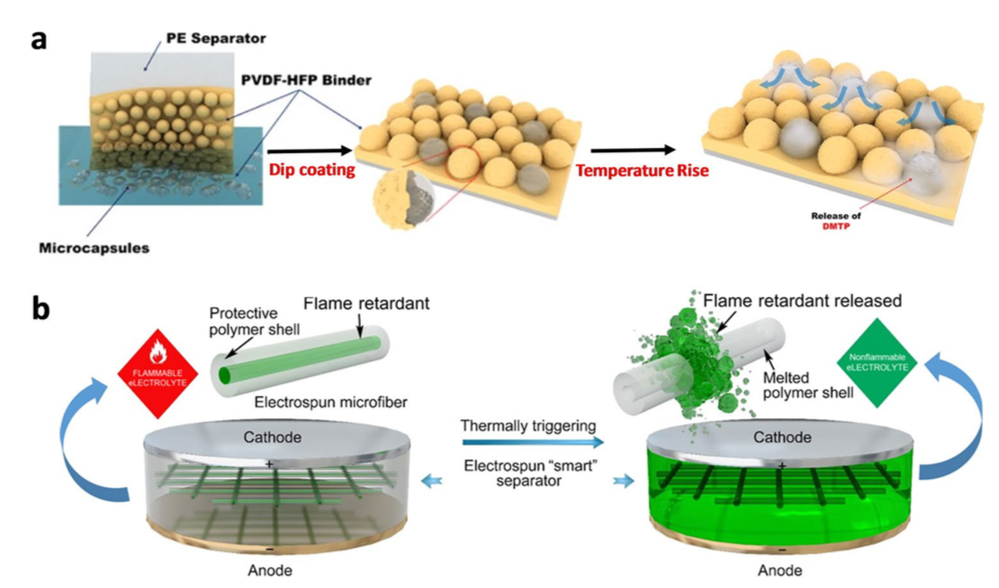 a
PE Separator
PVDF-HFP Binder
Dip coating
Temperature Rise
Microcapsules
Release of
DMTP
b
Protective
polymer shell
Flame retardant
FLAMMABLE
eLECTROLYTE
Electrospun microfiber
Cathode
+
-
Anode
Thermally triggering
Electrospun “smart”
separator
Flame retardant released
Melted
polymer shell
Nonflammable
eLECTROLYTE
Cathode
+
-
Anode